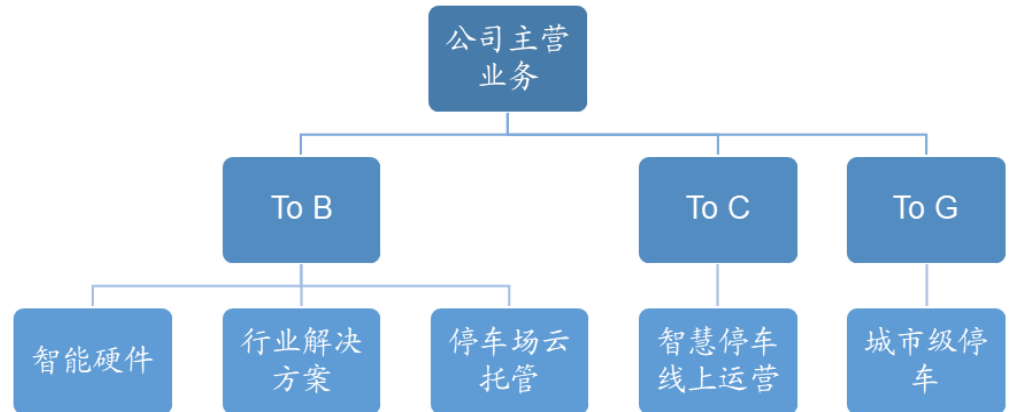 公司主营
业务
To B
To C
To G
智能硬件
行业解决
方案
停车场云
托管
智慧停车
线上运营
城市级停
车